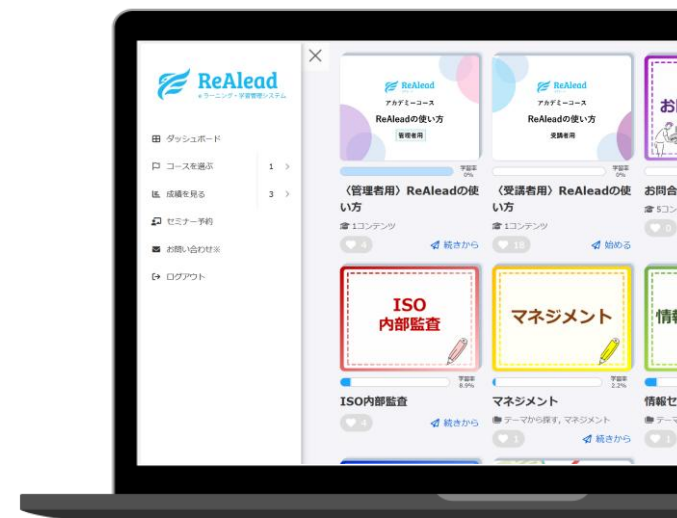 ReAlead
eラーニング・学習管理システム
ダッシュボード
コースを選ぶ 1
成績を見る 3
セミナー予約
お問い合わせ※
ログアウト
ReAlead
アカデミーコース
ReAleadの使い方
管理者用
学習率
0%
〈管理者用〉ReAleadの使
い方
1コンテンツ
4
続きから
ReAlead
アカデミーコース
ReAleadの使い方
受講者用
学習率
0%
〈受講者用〉ReAleadの使
い方
1コンテンツ
18
始める
お
お問合
5コン
0
ISO
内部監査
学習率
8.9%
ISO内部監査
4
続きから
マネジメント
学習率
2.2%
マネジメント
テーマから探す, マネジメント
1
続きから
情
情報セ
テー
1